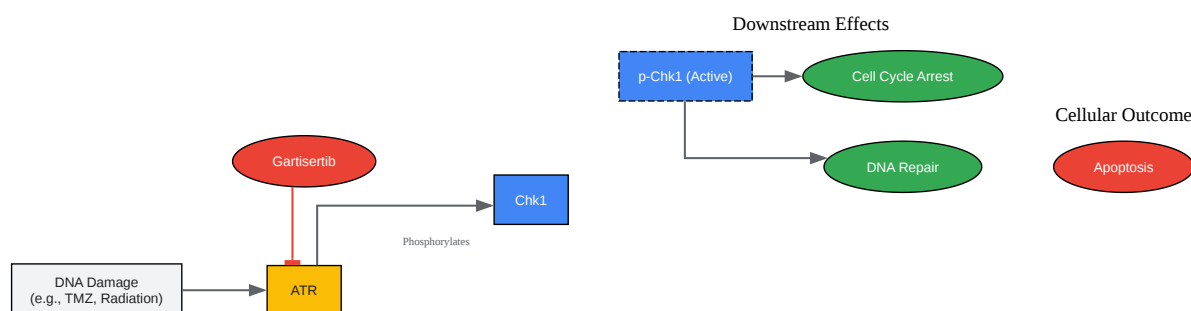 Downstream Effects
p-Chk1 (Active)
Cell Cycle Arrest
Cellular Outcome
Gartisertib
DNA Repair
Apoptosis
Chk1
Phosphorylates
DNA Damage
(e.g., TMZ, Radiation)
ATR